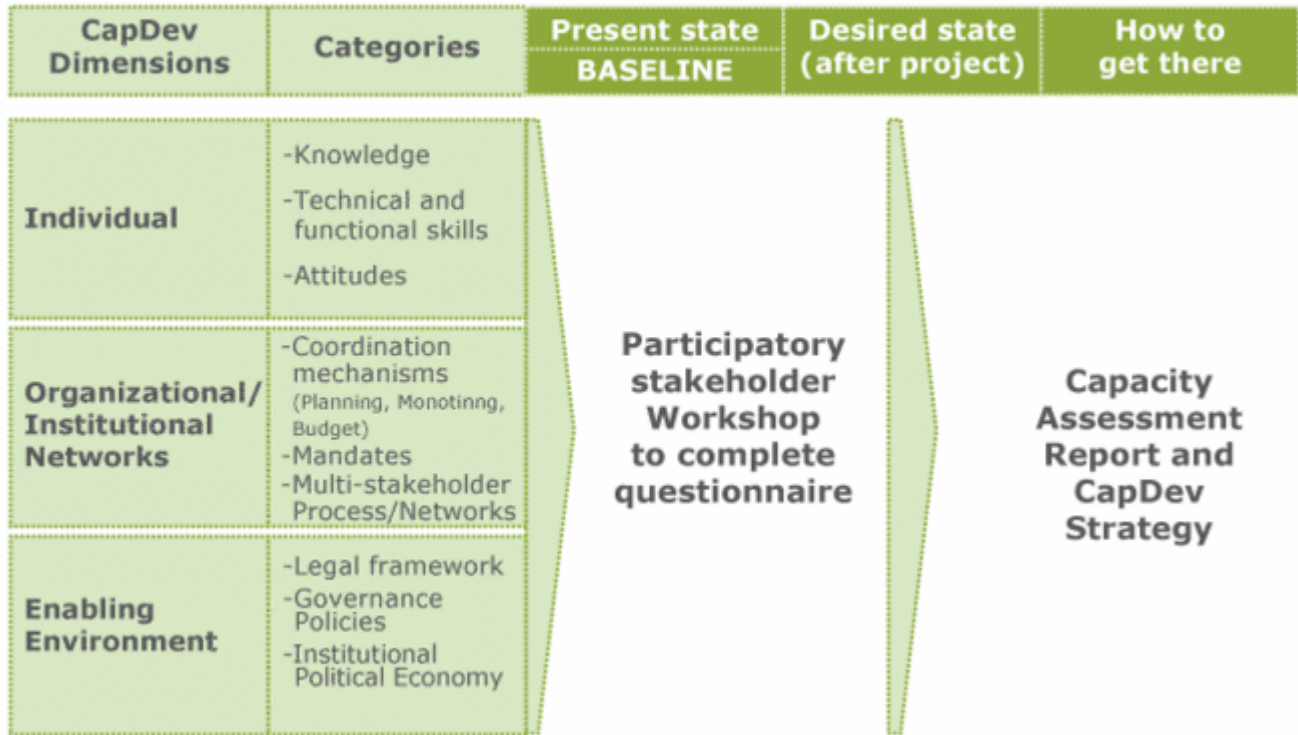 CapDev
Dimensions
Categories
Present state
BASELINE
Desired state
(after project)
How to
get there
Individual
-Knowledge
-Technical and
functional skills
-Attitudes
Organizational/
Institutional
Networks
-Coordination
mechanisms
(Planning, Monotinng,
Budget)
-Mandates
-Multi-stakeholder
Process/Networks
Enabling
Environment
-Legal framework
-Governance
Policies
-Institutional
Political Economy
Participatory
stakeholder
Workshop
to complete
questionnaire
Capacity
Assessment
Report and
CapDev
Strategy